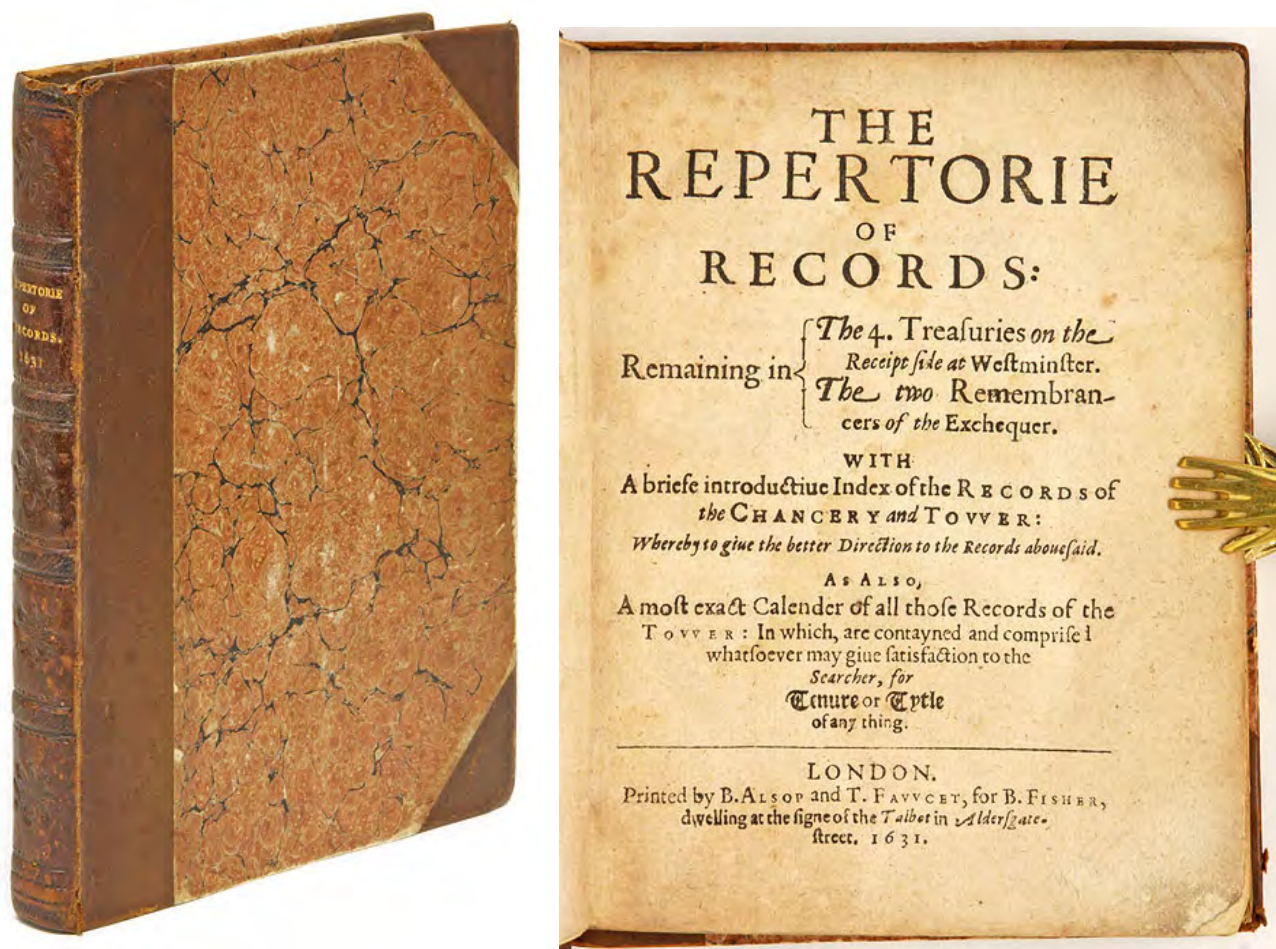 PERTORIE
OF
ECORDS.
1631
THE
REPERTORIE
OF
RECORDS:
Remaining in
The 4. Treaſuries on the
Receipt ſide at Weſtminſter.
The two Remembran-
cers of the Exchequer.
WITH
A briefe introductiue Index of the RECORDS of
the CHANCERY and TOVVER:
Whereby to giue the better Direction to the Records aboueſaid.
AS ALSO,
A moſt exact Calender of all thoſe Records of the
TOVVER: In which, are contayned and compriſe l
whatſoever may giue ſatisfaction to the
Searcher, for
Tenure or Tytle
of any thing.
LONDON.
Printed by B. ALSOP and T. FAVVCET, for B. FISHER,
dwelling at the ſigne of the Talbot in Alderſgate-
ſtreet. 1631.